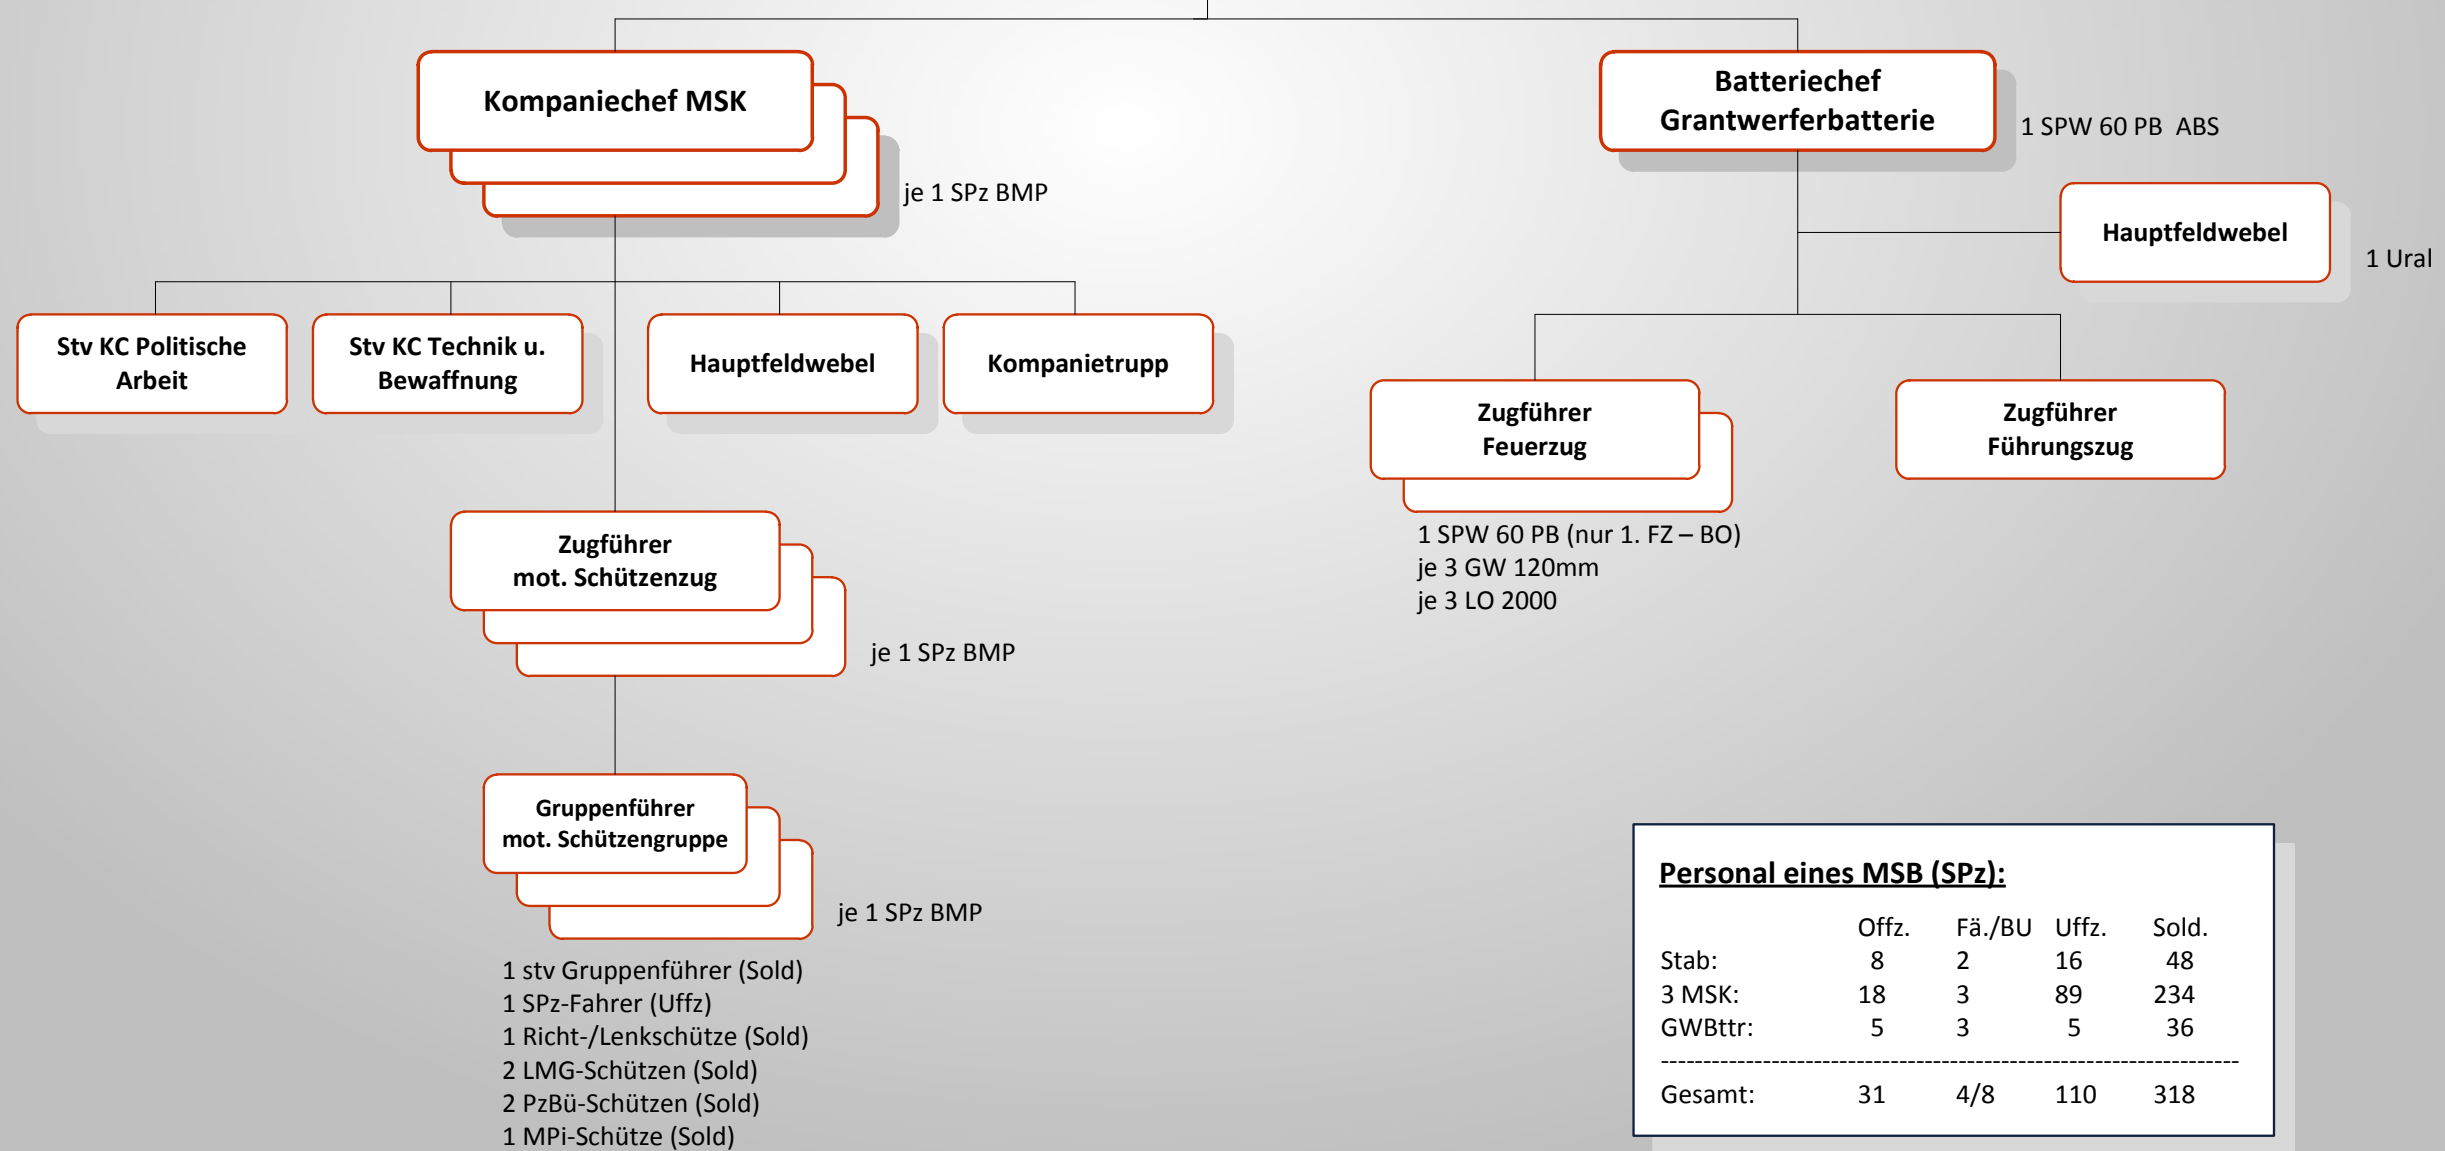 Kompaniechef MSK
je 1 SPz BMP
Batteriechef
Grantwerferbatterie
1 SPW 60 PB ABS
Hauptfeldwebel
1 Ural
Stv KC Politische
Arbeit
Stv KC Technik u.
Bewaffnung
Hauptfeldwebel
Kompanietrupp
Zugführer
Feuerzug
1 SPW 60 PB (nur 1. FZ – BO)
je 3 GW 120mm
je 3 LO 2000
Zugführer
Führungszug
Zugführer
mot. Schützenzug
je 1 SPz BMP
Gruppenführer
mot. Schützengruppe
je 1 SPz BMP
1 stv Gruppenführer (Sold)
1 SPz-Fahrer (Uffz)
1 Richt-/Lenkschütze (Sold)
2 LMG-Schützen (Sold)
2 PzBü-Schützen (Sold)
1 MPi-Schütze (Sold)
Personal eines MSB (SPz):
Offz. Fä./BU Uffz. Sold.
Stab: 8 2 16 48
3 MSK: 18 3 89 234
GWBttr: 5 3 5 36
Gesamt: 31 4/8 110 318